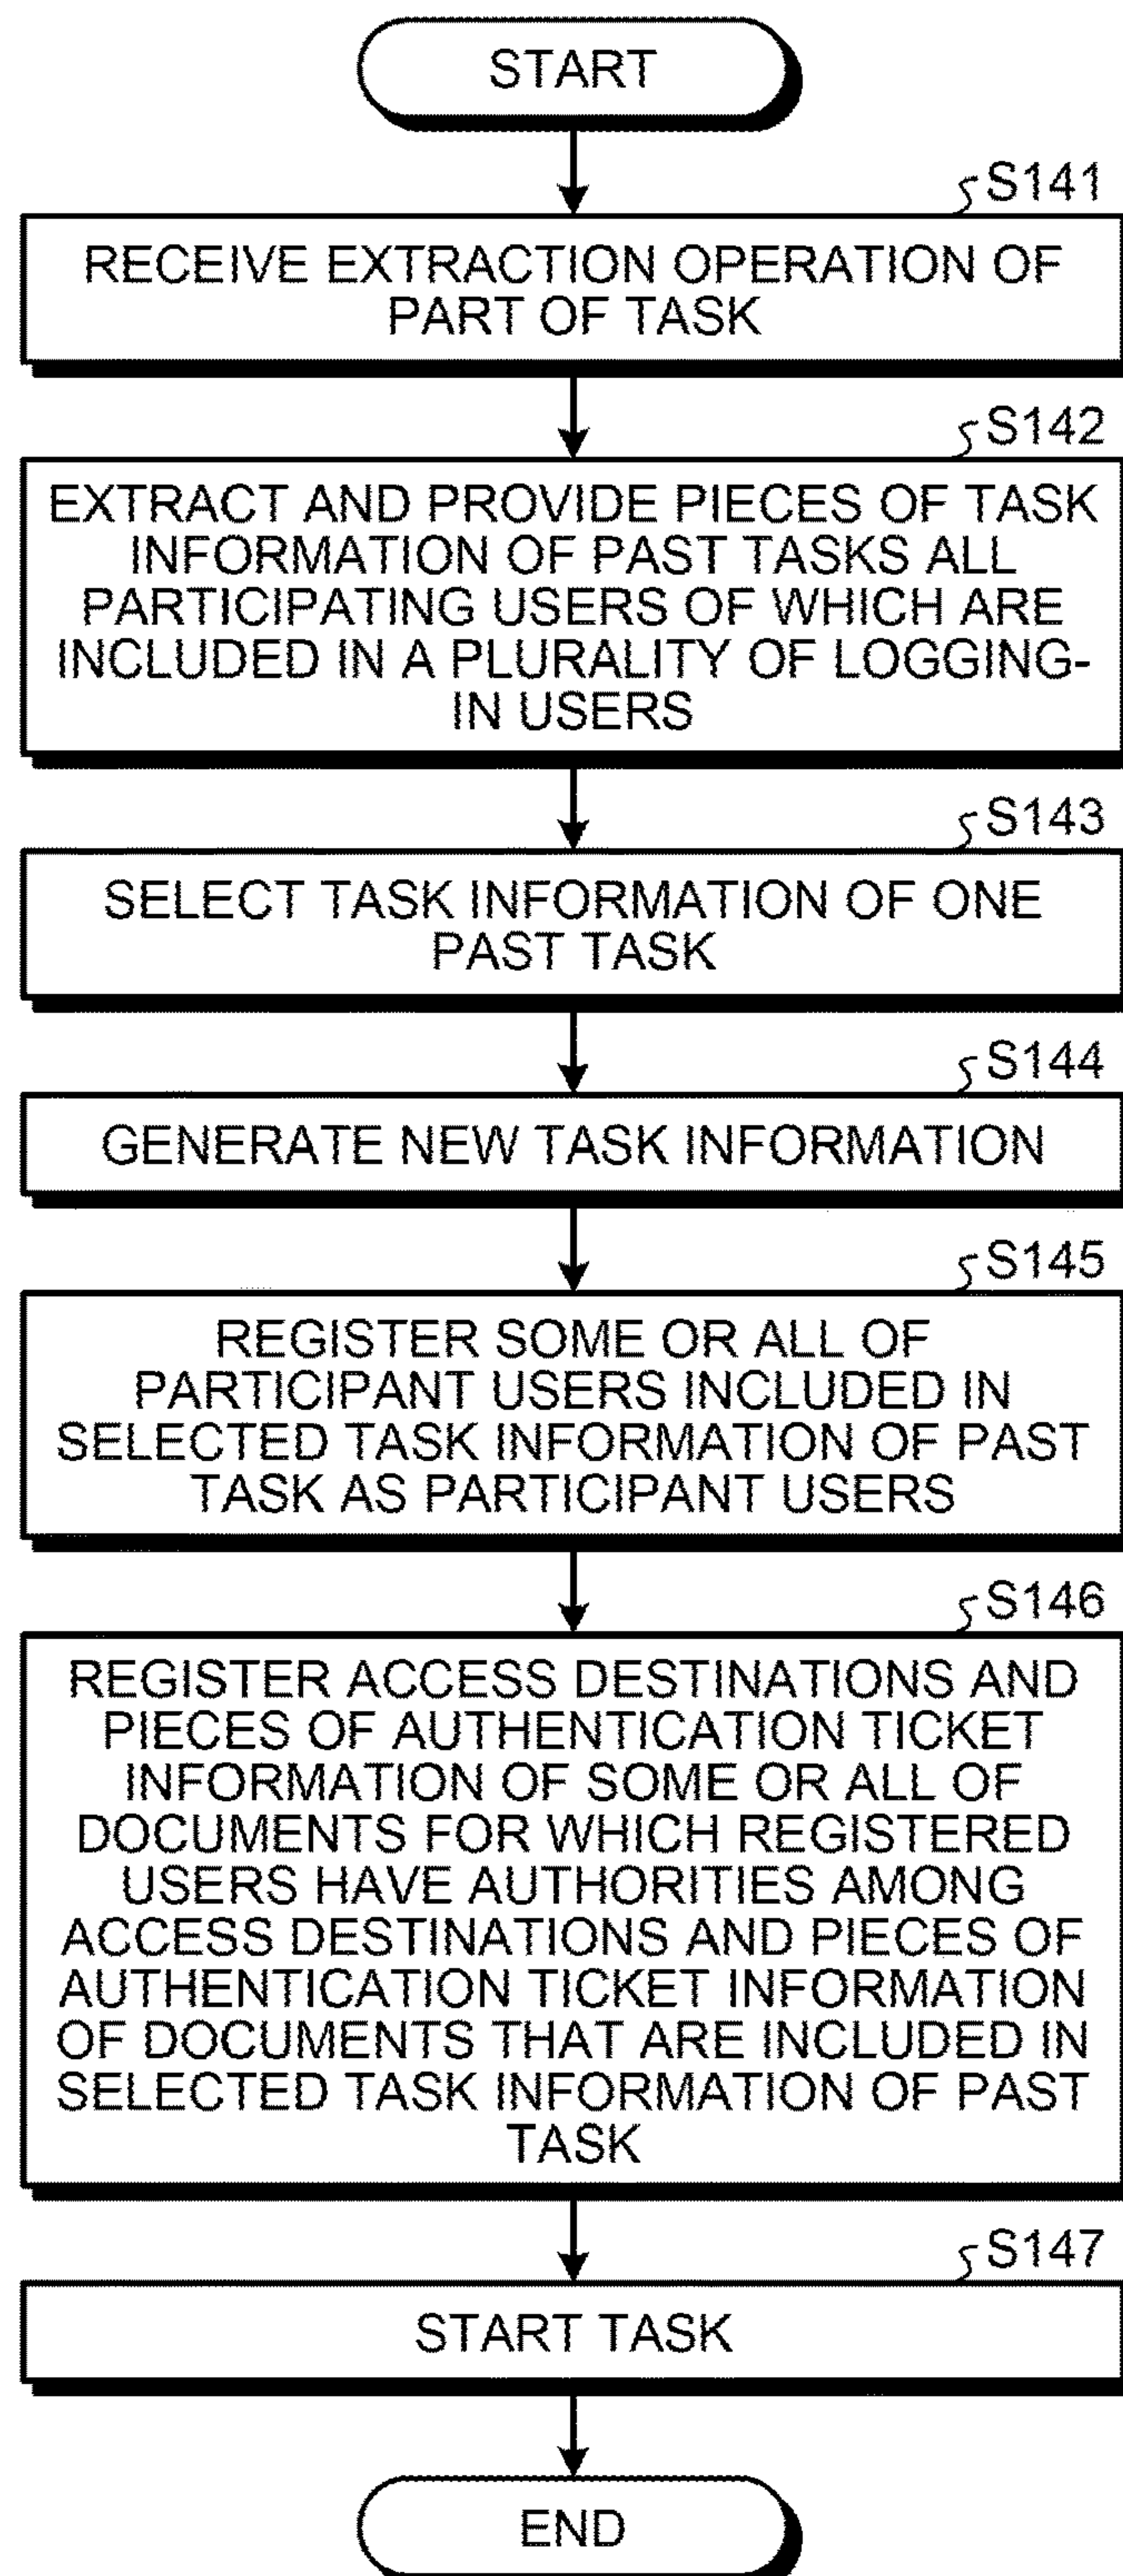 START
S141
RECEIVE EXTRACTION OPERATION OF
PART OF TASK
S142
EXTRACT AND PROVIDE PIECES OF TASK
INFORMATION OF PAST TASKS ALL
PARTICIPATING USERS OF WHICH ARE
INCLUDED IN A PLURALITY OF LOGGING-
IN USERS
S143
SELECT TASK INFORMATION OF ONE
PAST TASK
S144
GENERATE NEW TASK INFORMATION
S145
REGISTER SOME OR ALL OF
PARTICIPANT USERS INCLUDED IN
SELECTED TASK INFORMATION OF PAST
TASK AS PARTICIPANT USERS
S146
REGISTER ACCESS DESTINATIONS AND
PIECES OF AUTHENTICATION TICKET
INFORMATION OF SOME OR ALL OF
DOCUMENTS FOR WHICH REGISTERED
USERS HAVE AUTHORITIES AMONG
ACCESS DESTINATIONS AND PIECES OF
AUTHENTICATION TICKET INFORMATION
OF DOCUMENTS THAT ARE INCLUDED IN
SELECTED TASK INFORMATION OF PAST
TASK
S147
START TASK
END